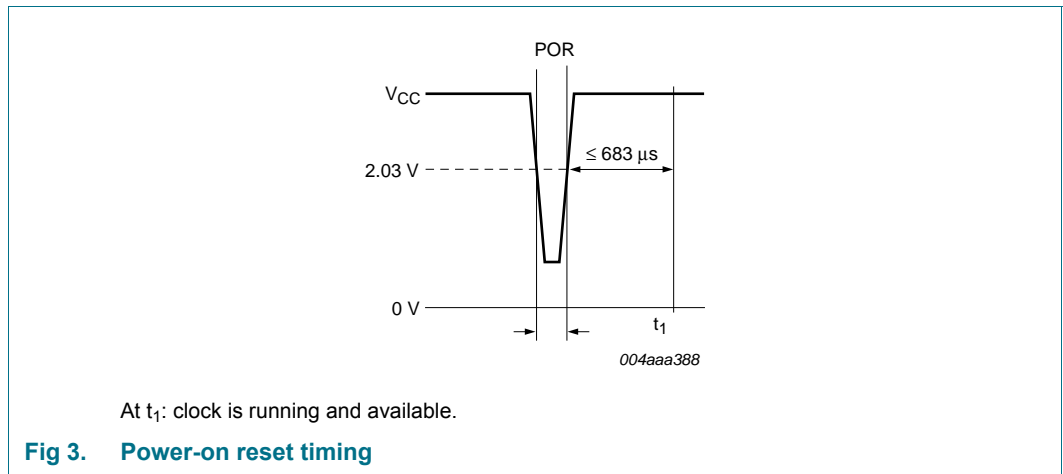 POR
V_CC
≤ 683 μs
2.03 V
0 V
t₁
004aaa388
At t₁: clock is running and available.
Fig 3. Power-on reset timing